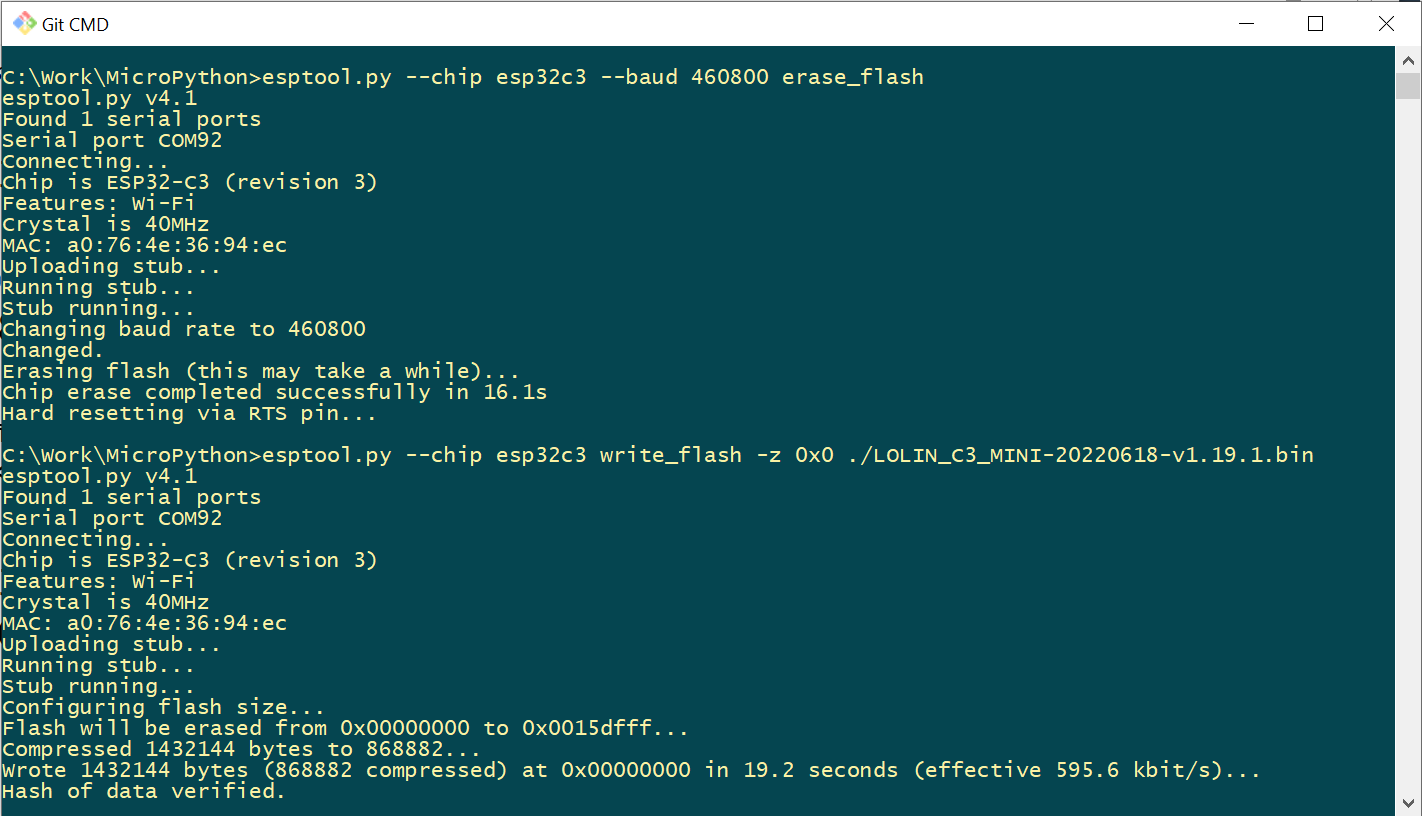 Git CMD
C:\Work\MicroPython>esptool.py --chip esp32c3 --baud 460800 erase_flash
esptool.py v4.1
Found 1 serial ports
Serial port COM92
Connecting...
Chip is ESP32-C3 (revision 3)
Features: Wi-Fi
Crystal is 40MHz
MAC: a0:76:4e:36:94:ec
Uploading stub...
Running stub...
Stub running...
Changing baud rate to 460800
Changed.
Erasing flash (this may take a while)...
Chip erase completed successfully in 16.1s
Hard resetting via RTS pin...
C:\Work\MicroPython>esptool.py --chip esp32c3 write_flash -z 0x0 ./LOLIN_C3_MINI-20220618-v1.19.1.bin
esptool.py v4.1
Found 1 serial ports
Serial port COM92
Connecting...
Chip is ESP32-C3 (revision 3)
Features: Wi-Fi
Crystal is 40MHz
MAC: a0:76:4e:36:94:ec
Uploading stub...
Running stub...
Stub running...
Configuring flash size...
Flash will be erased from 0x00000000 to 0x0015dfff...
Compressed 1432144 bytes to 868882...
Wrote 1432144 bytes (868882 compressed) at 0x00000000 in 19.2 seconds (effective 595.6 kbit/s)...
Hash of data verified.